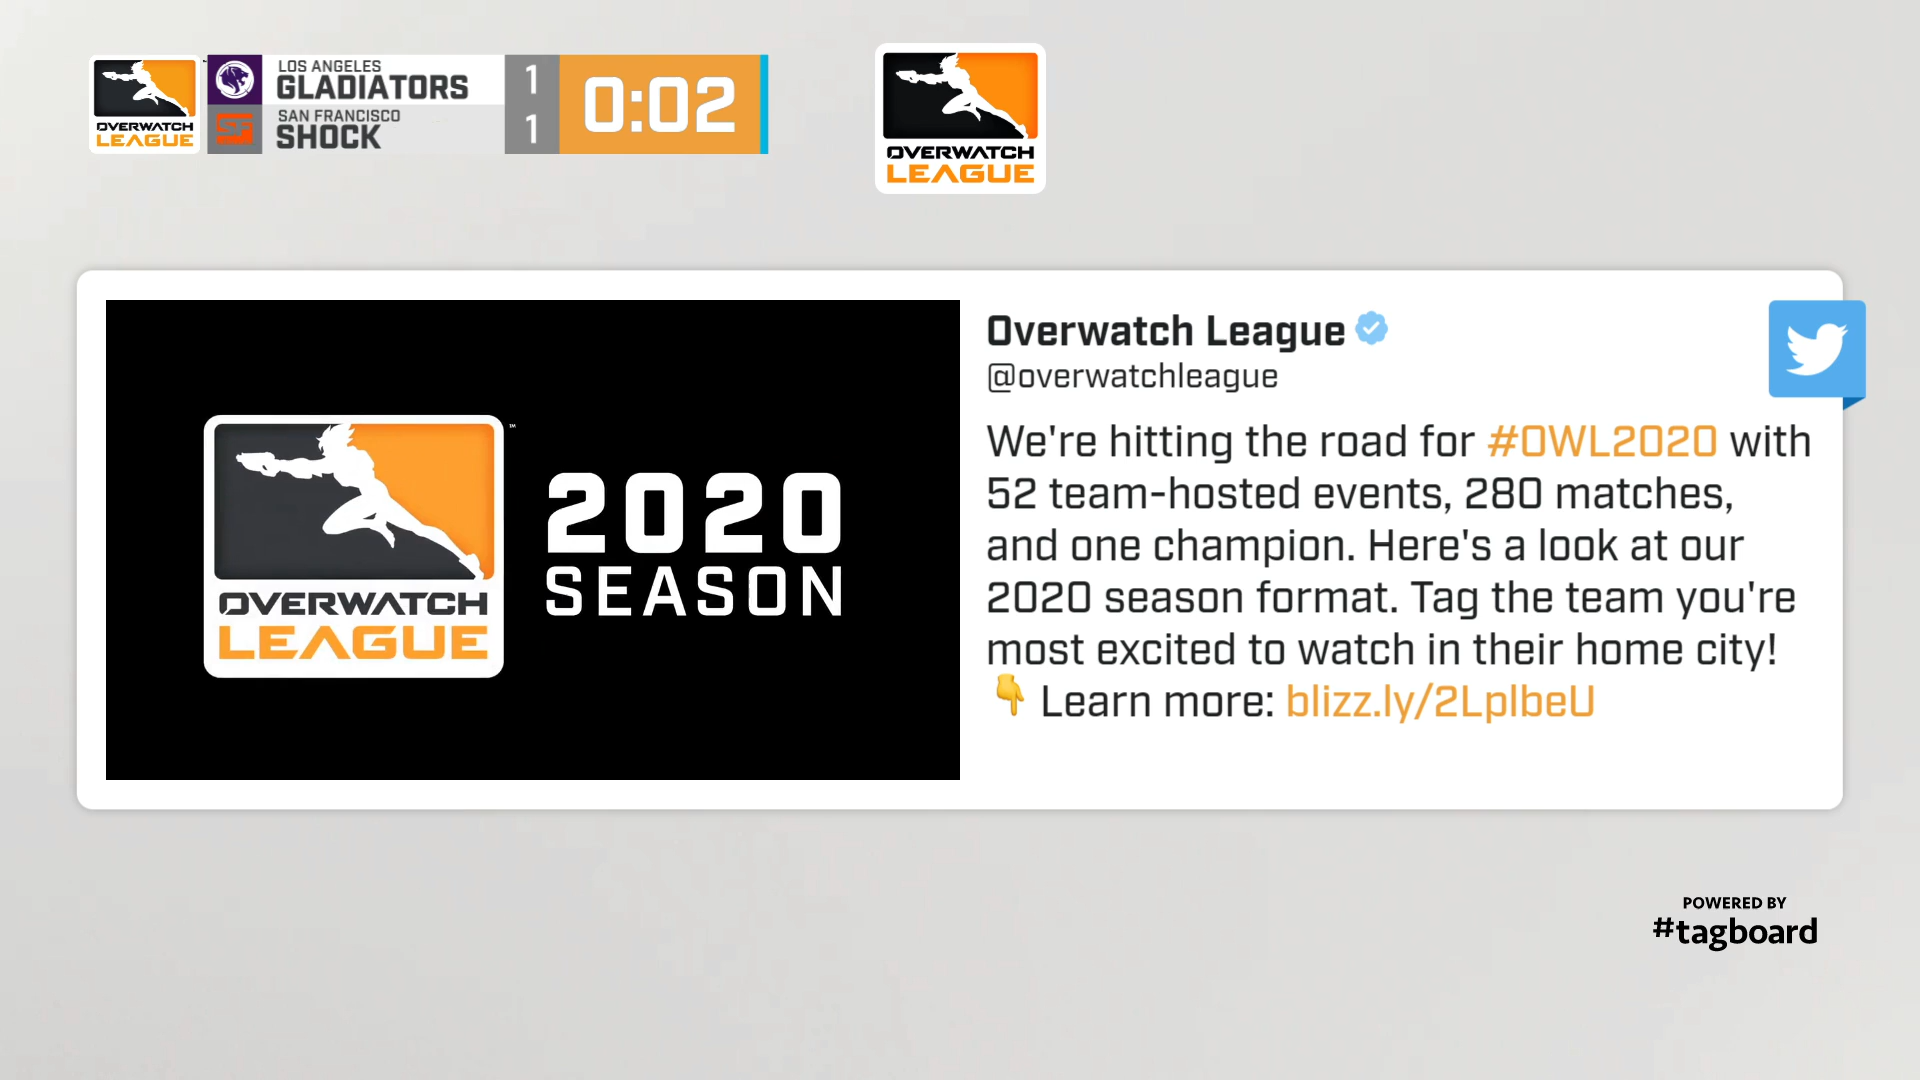 OVERWATCH
LEAGUE
LOS ANGELES
GLADIATORS
1
SAN FRANCISCO
SHOCK
1
0:02
OVERWATCH
LEAGUE
OVERWATCH
LEAGUE
™
2020
SEASON
Overwatch League
@overwatchleague
We're hitting the road for #OWL2020 with
52 team-hosted events, 280 matches,
and one champion. Here's a look at our
2020 season format. Tag the team you're
most excited to watch in their home city!
👇 Learn more: blizz.ly/2LplbeU
POWERED BY
#tagboard